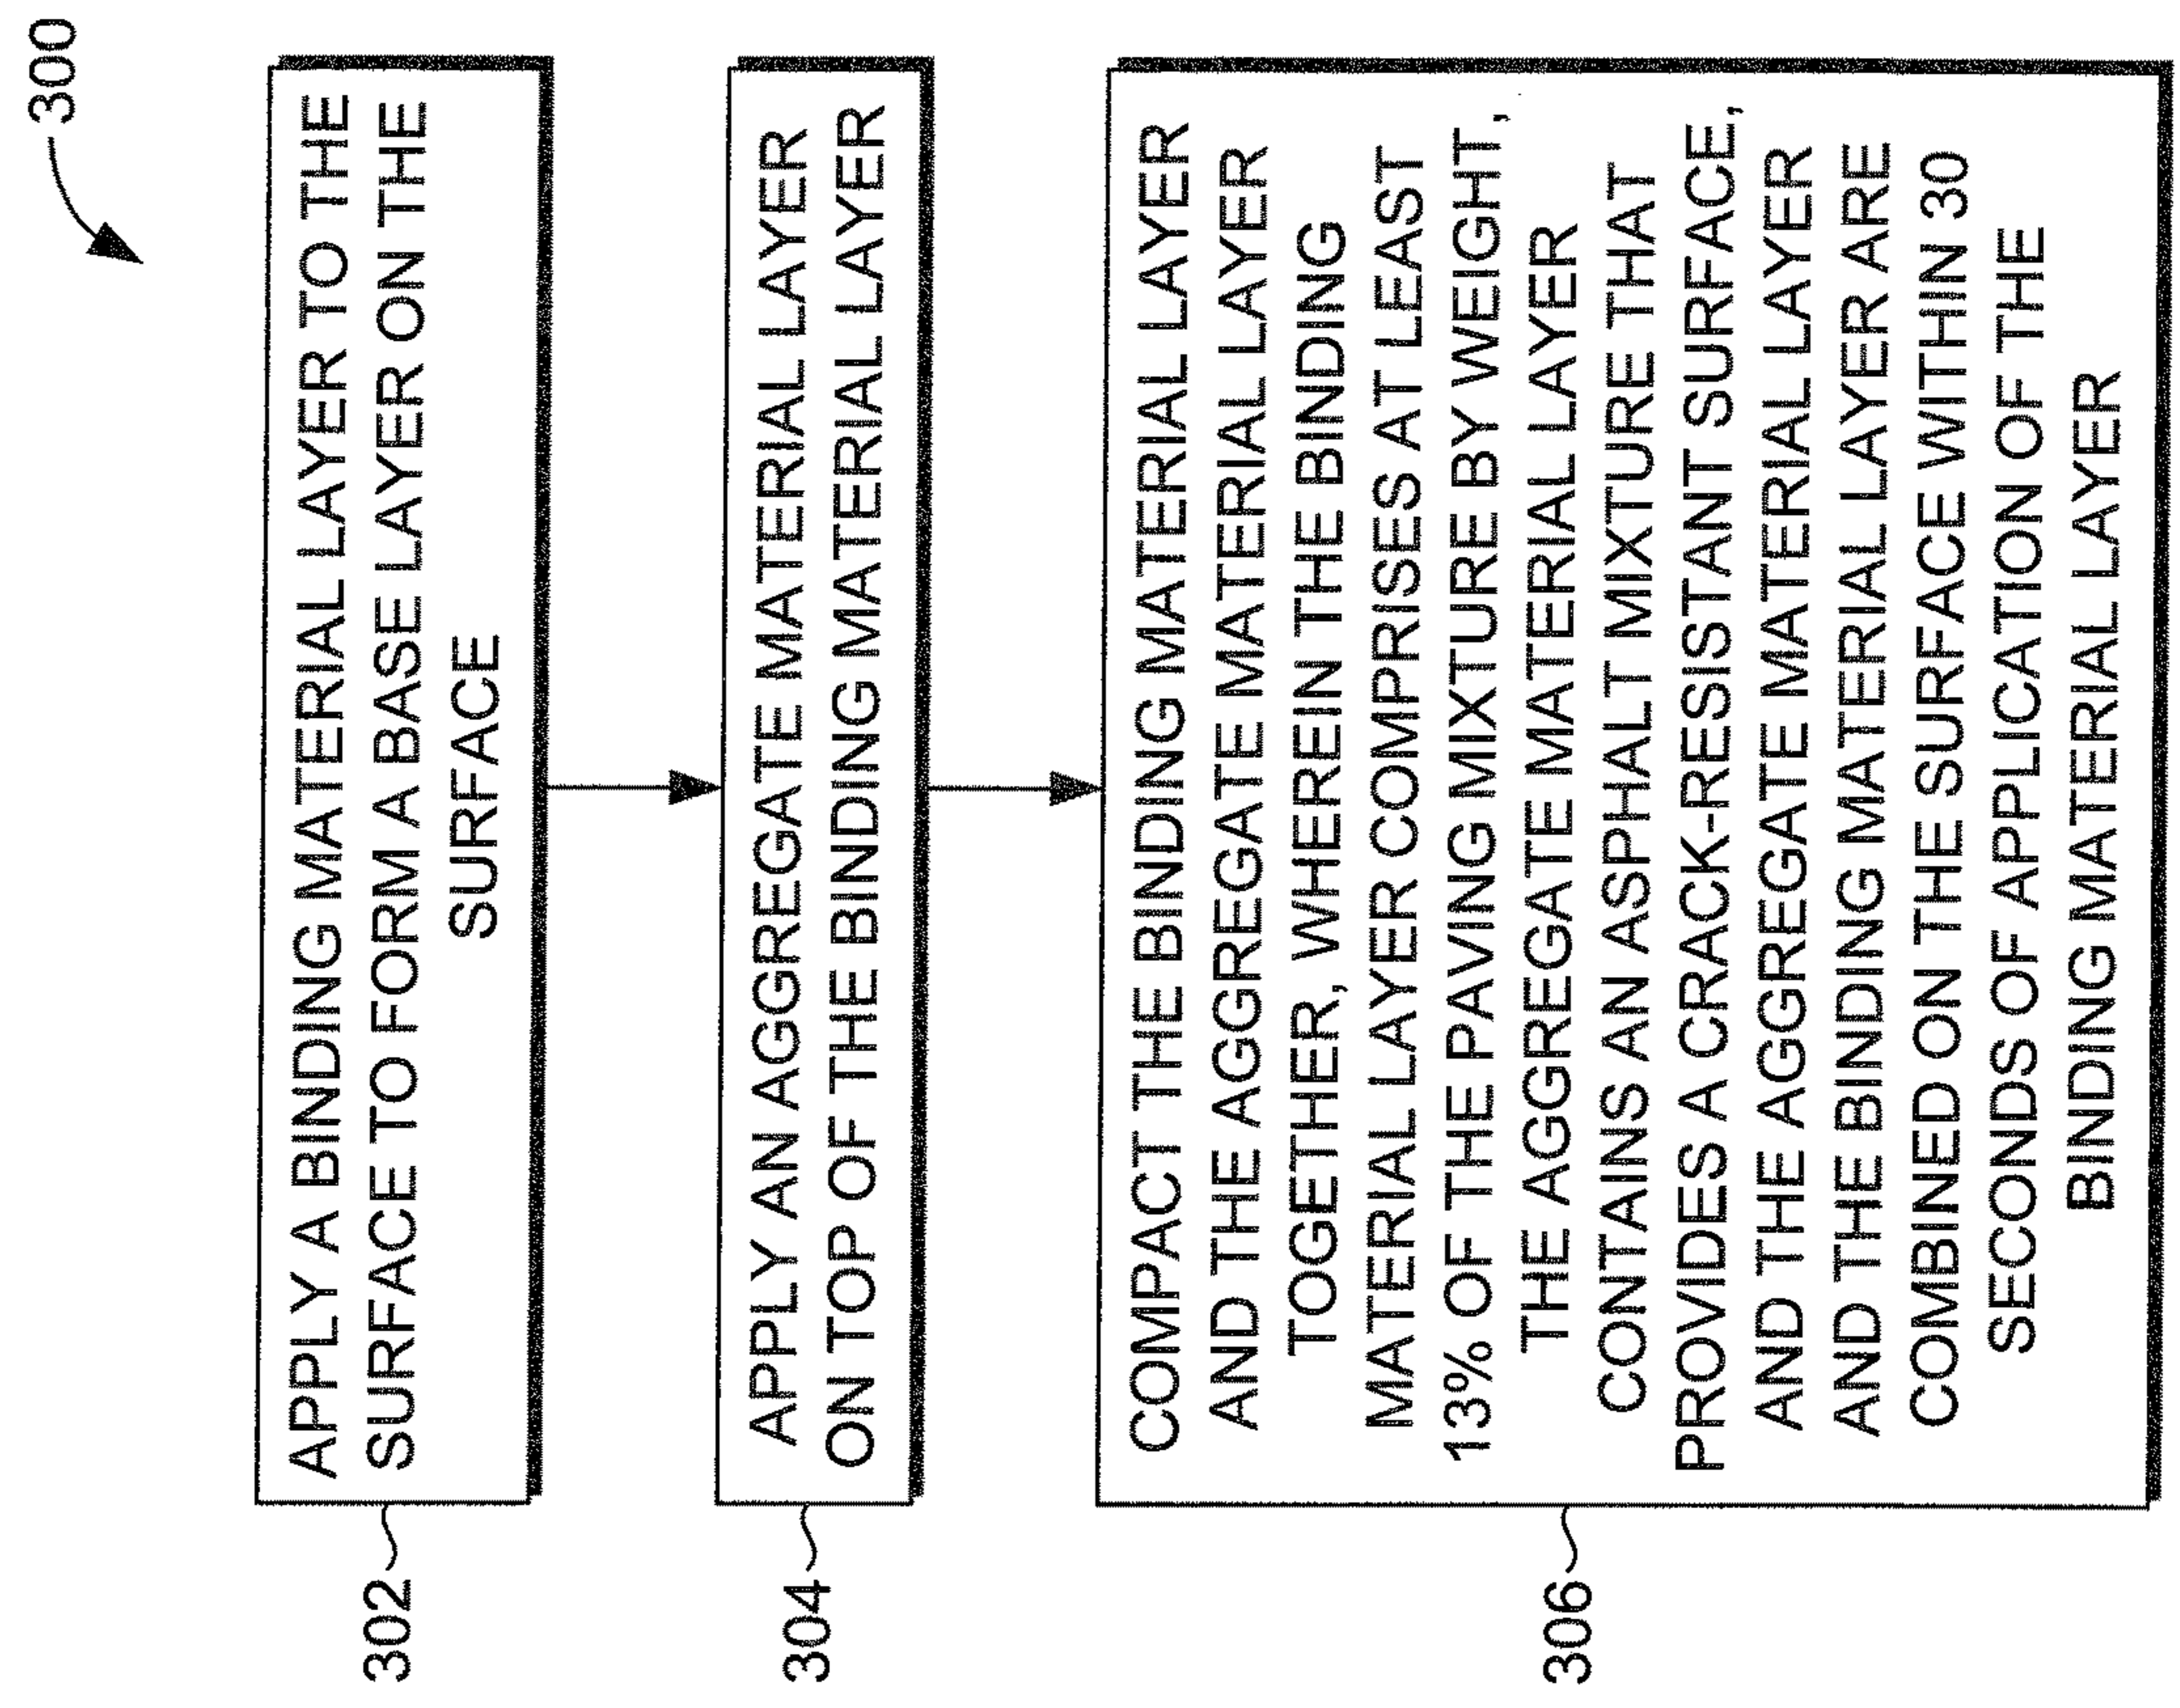 300
302
APPLY A BINDING MATERIAL LAYER TO THE
SURFACE TO FORM A BASE LAYER ON THE
SURFACE
304
APPLY AN AGGREGATE MATERIAL LAYER
ON TOP OF THE BINDING MATERIAL LAYER
306
COMPACT THE BINDING MATERIAL LAYER
AND THE AGGREGATE MATERIAL LAYER
TOGETHER, WHEREIN THE BINDING
MATERIAL LAYER COMPRISES AT LEAST
13% OF THE PAVING MIXTURE BY WEIGHT,
THE AGGREGATE MATERIAL LAYER
CONTAINS AN ASPHALT MIXTURE THAT
PROVIDES A CRACK-RESISTANT SURFACE,
AND THE AGGREGATE MATERIAL LAYER
AND THE BINDING MATERIAL LAYER ARE
COMBINED ON THE SURFACE WITHIN 30
SECONDS OF APPLICATION OF THE
BINDING MATERIAL LAYER